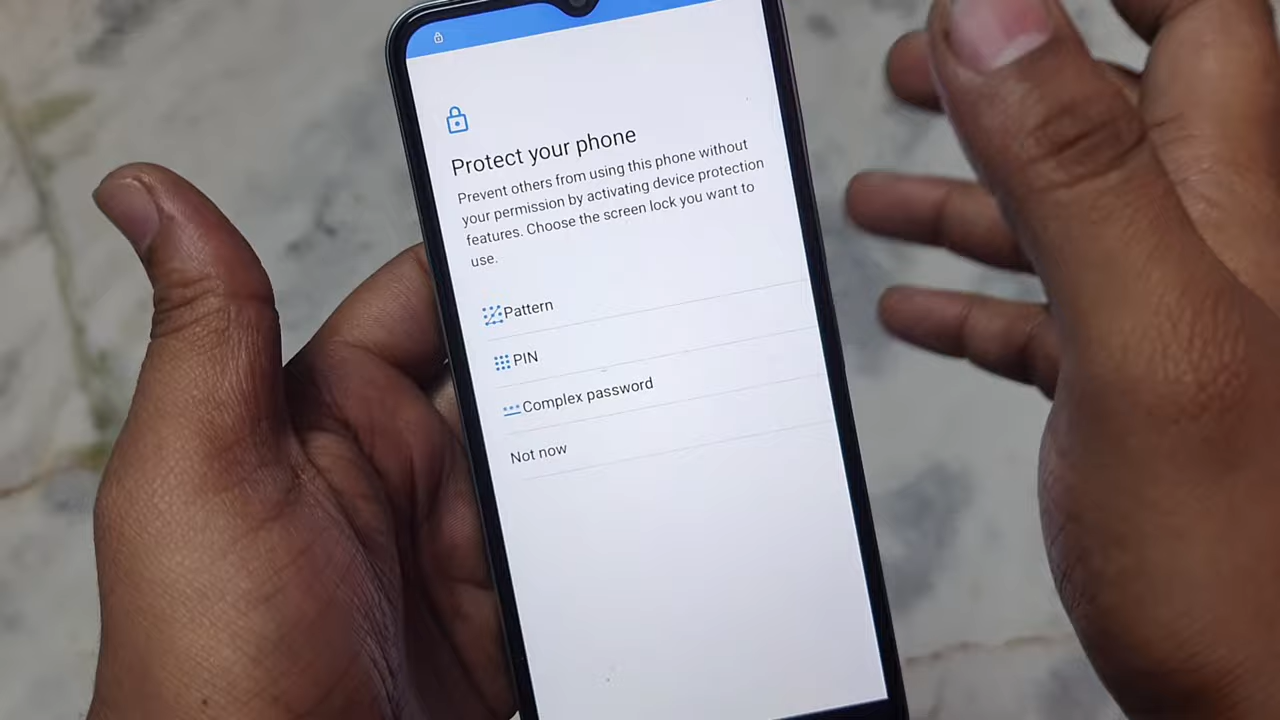 Protect your phone
Prevent others from using this phone without
your permission by activating device protection
features. Choose the screen lock you want to
use.
Pattern
PIN
Complex password
Not now